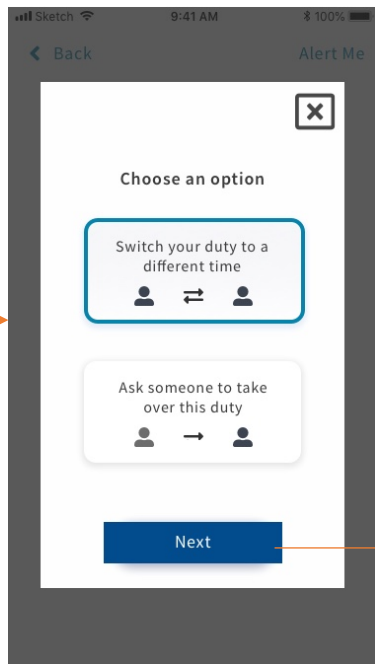 Sketch 9:41 AM 100%
Back Alert Me
Choose an option
Switch your duty to a
different time
Ask someone to take
over this duty
Next